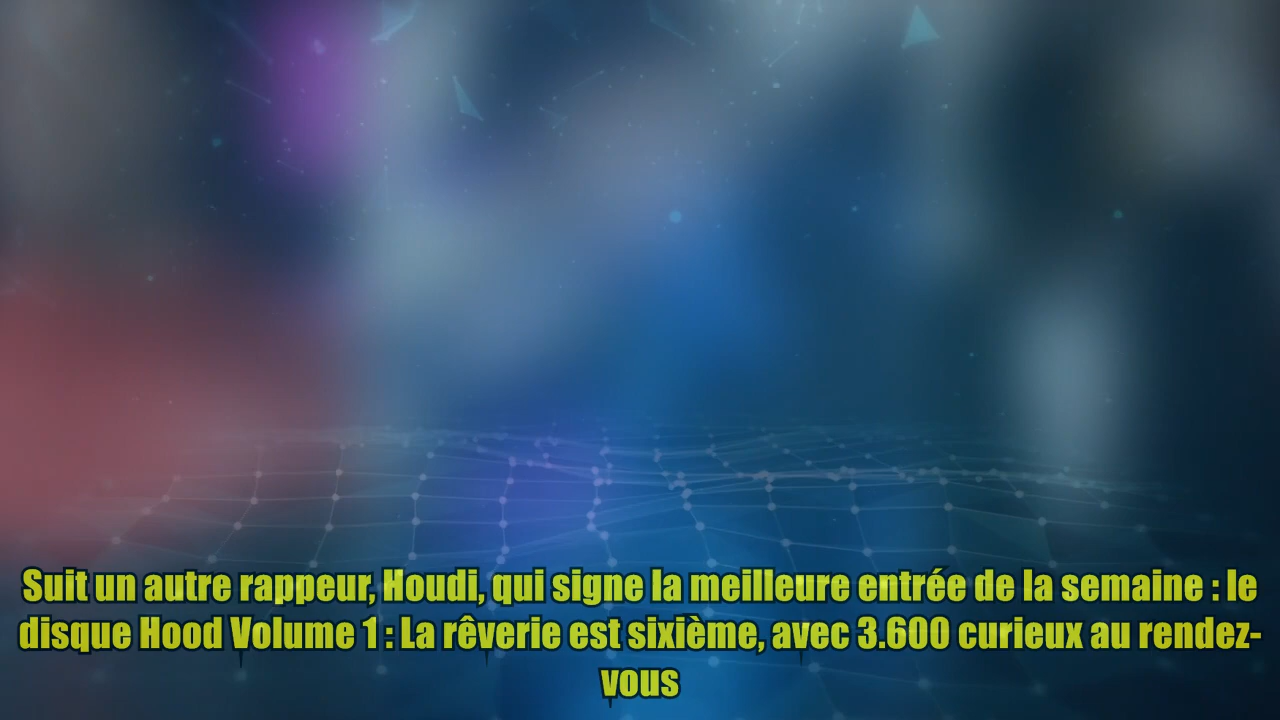 Suit un autre rappeur, Houdi, qui signe la meilleure entrée de la semaine : le
disque Hood Volume 1 : La rêverie est sixième, avec 3.600 curieux au rendez-
vous